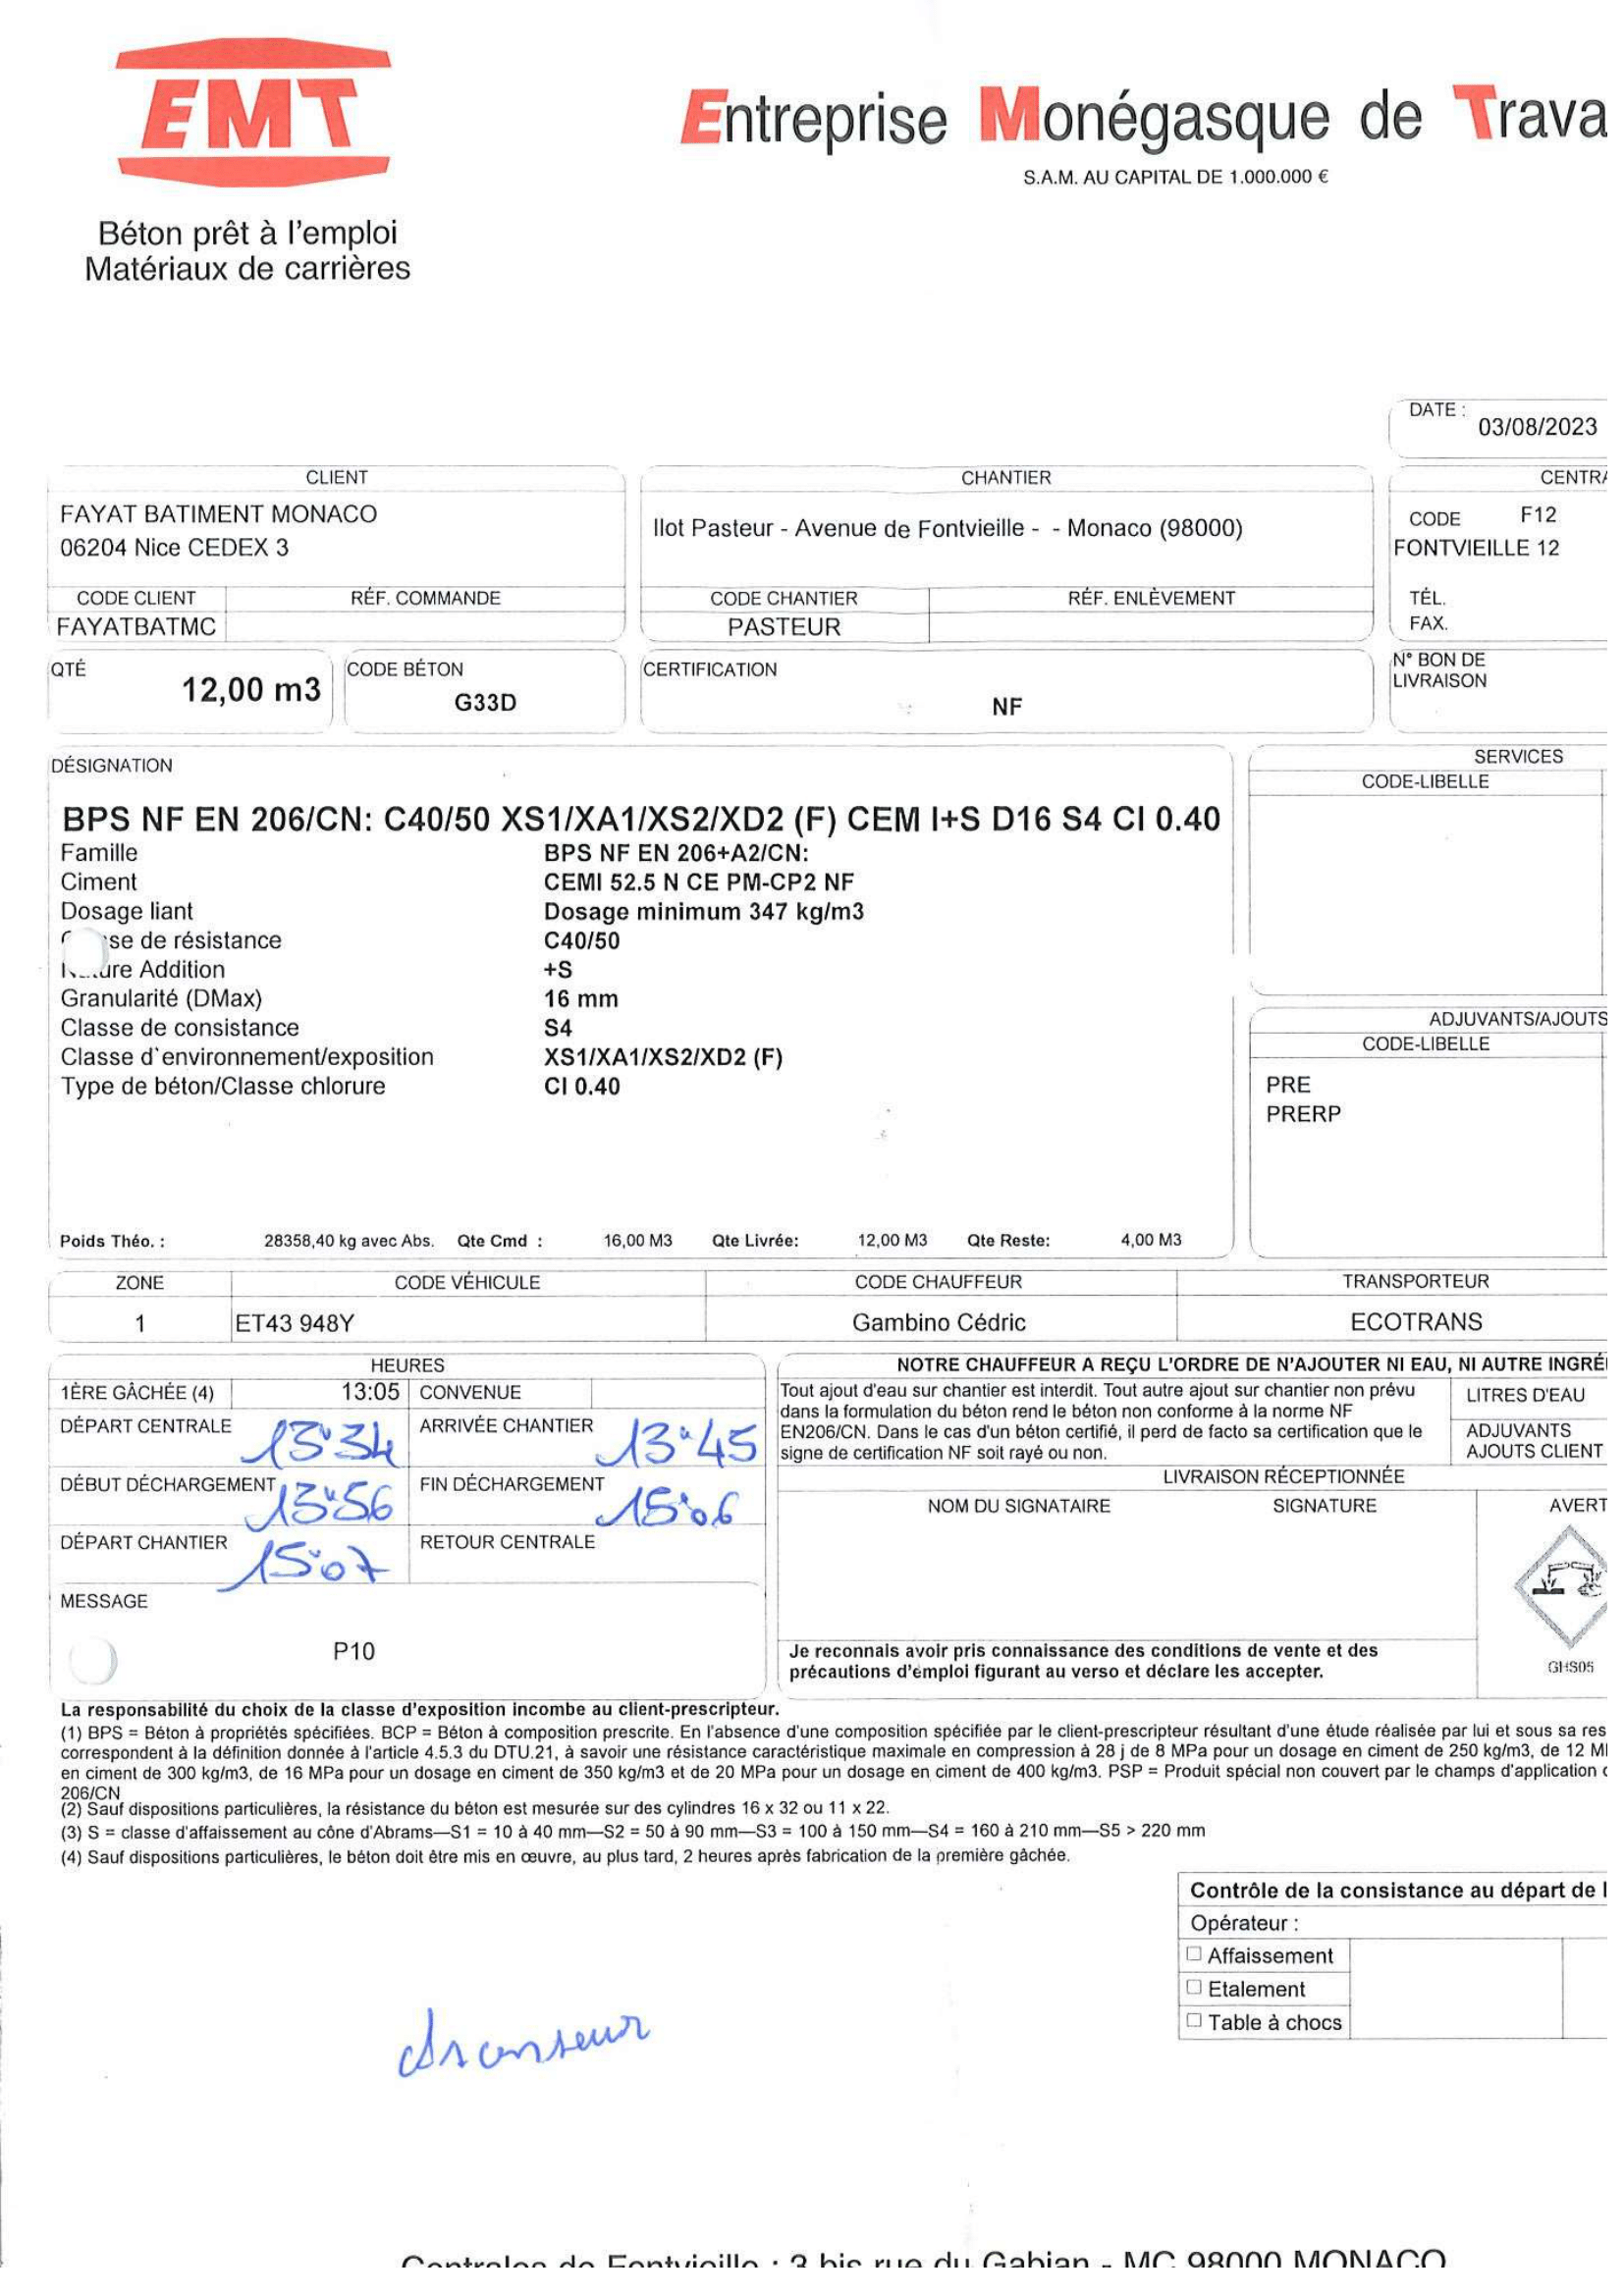 EMT
Entreprise Monégasque de Trava
S.A.M. AU CAPITAL DE 1.000.000 €
Béton prêt à l'emploi
Matériaux de carrières
DATE :
03/08/2023
CLIENT
CHANTIER
CENTRA
FAYAT BATIMENT MONACO
06204 Nice CEDEX 3
Ilot Pasteur - Avenue de Fontvieille - - Monaco (98000)
CODE F12
FONTVIEILLE 12
CODE CLIENT
RÉF. COMMANDE
CODE CHANTIER
RÉF. ENLÈVEMENT
TÉL.
FAYATBATMC
PASTEUR
FAX.
QTÉ
12,00 m3
CODE BÉTON
G33D
CERTIFICATION
NF
N° BON DE
LIVRAISON
DÉSIGNATION
SERVICES
CODE-LIBELLE
BPS NF EN 206/CN: C40/50 XS1/XA1/XS2/XD2 (F) CEM I+S D16 S4 Cl 0.40
Famille BPS NF EN 206+A2/CN:
Ciment CEMI 52.5 N CE PM-CP2 NF
Dosage liant Dosage minimum 347 kg/m3
se de résistance C40/50
ure Addition +S
Granularité (DMax) 16 mm
Classe de consistance S4
Classe d`environnement/exposition XS1/XA1/XS2/XD2 (F)
Type de béton/Classe chlorure Cl 0.40
ADJUVANTS/AJOUTS
CODE-LIBELLE
PRE
PRERP
Poids Théo. : 28358,40 kg avec Abs. Qte Cmd : 16,00 M3 Qte Livrée: 12,00 M3 Qte Reste: 4,00 M3
ZONE CODE VÉHICULE CODE CHAUFFEUR TRANSPORTEUR
1 ET43 948Y Gambino Cédric ECOTRANS
HEURES
1ÈRE GÂCHÉE (4) 13:05 CONVENUE
DÉPART CENTRALE 13:34 ARRIVÉE CHANTIER 13:45
DÉBUT DÉCHARGEMENT 13:56 FIN DÉCHARGEMENT 15:06
DÉPART CHANTIER 15:07 RETOUR CENTRALE
MESSAGE
P10
NOTRE CHAUFFEUR A REÇU L'ORDRE DE N'AJOUTER NI EAU, NI AUTRE INGRÉ
Tout ajout d'eau sur chantier est interdit. Tout autre ajout sur chantier non prévu
dans la formulation du béton rend le béton non conforme à la norme NF
EN206/CN. Dans le cas d'un béton certifié, il perd de facto sa certification que le
signe de certification NF soit rayé ou non.
LITRES D'EAU
ADJUVANTS
AJOUTS CLIENT
LIVRAISON RÉCEPTIONNÉE
NOM DU SIGNATAIRE SIGNATURE AVERT
GHS05
Je reconnais avoir pris connaissance des conditions de vente et des
précautions d'emploi figurant au verso et déclare les accepter.
La responsabilité du choix de la classe d'exposition incombe au client-prescripteur.
(1) BPS = Béton à propriétés spécifiées. BCP = Béton à composition prescrite. En l'absence d'une composition spécifiée par le client-prescripteur résultant d'une étude réalisée par lui et sous sa res
correspondent à la définition donnée à l'article 4.5.3 du DTU.21, à savoir une résistance caractéristique maximale en compression à 28 j de 8 MPa pour un dosage en ciment de 250 kg/m3, de 12 M
en ciment de 300 kg/m3, de 16 MPa pour un dosage en ciment de 350 kg/m3 et de 20 MPa pour un dosage en ciment de 400 kg/m3. PSP = Produit spécial non couvert par le champs d'application
206/CN
(2) Sauf dispositions particulières, la résistance du béton est mesurée sur des cylindres 16 x 32 ou 11 x 22.
(3) S = classe d'affaissement au cône d'Abrams—S1 = 10 à 40 mm—S2 = 50 à 90 mm—S3 = 100 à 150 mm—S4 = 160 à 210 mm—S5 > 220 mm
(4) Sauf dispositions particulières, le béton doit être mis en œuvre, au plus tard, 2 heures après fabrication de la première gâchée.
Contrôle de la consistance au départ de l
Opérateur :
Affaissement
Etalement
Table à chocs
Centrales de Fontvieille : 3 bis rue du Gabian - MC 98000 MONACO